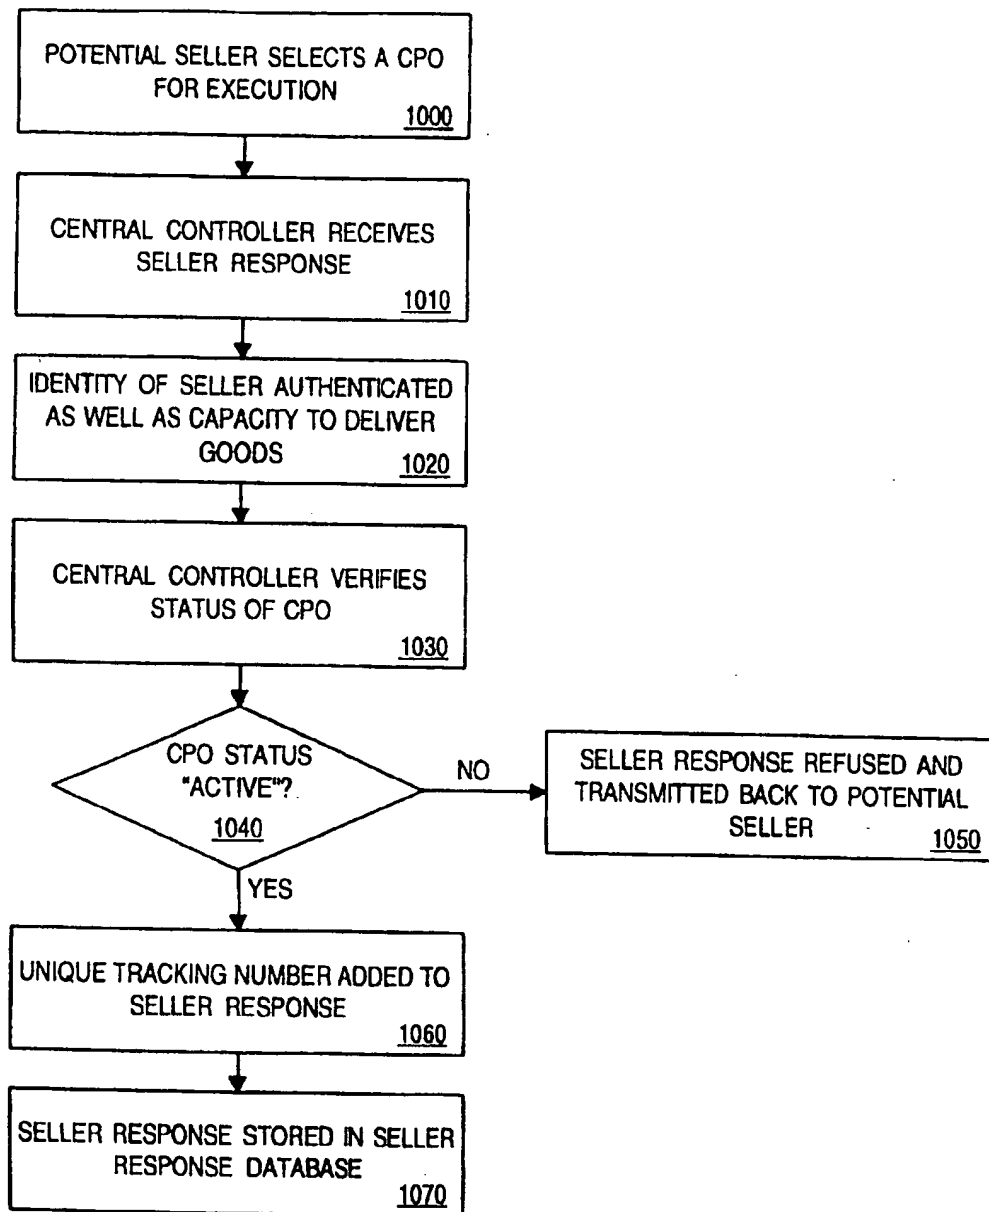 POTENTIAL SELLER SELECTS A CPO
FOR EXECUTION
1000
CENTRAL CONTROLLER RECEIVES
SELLER RESPONSE
1010
IDENTITY OF SELLER AUTHENTICATED
AS WELL AS CAPACITY TO DELIVER
GOODS
1020
CENTRAL CONTROLLER VERIFIES
STATUS OF CPO
1030
CPO STATUS
"ACTIVE"?
1040
NO
SELLER RESPONSE REFUSED AND
TRANSMITTED BACK TO POTENTIAL
SELLER
1050
YES
UNIQUE TRACKING NUMBER ADDED TO
SELLER RESPONSE
1060
SELLER RESPONSE STORED IN SELLER
RESPONSE DATABASE
1070